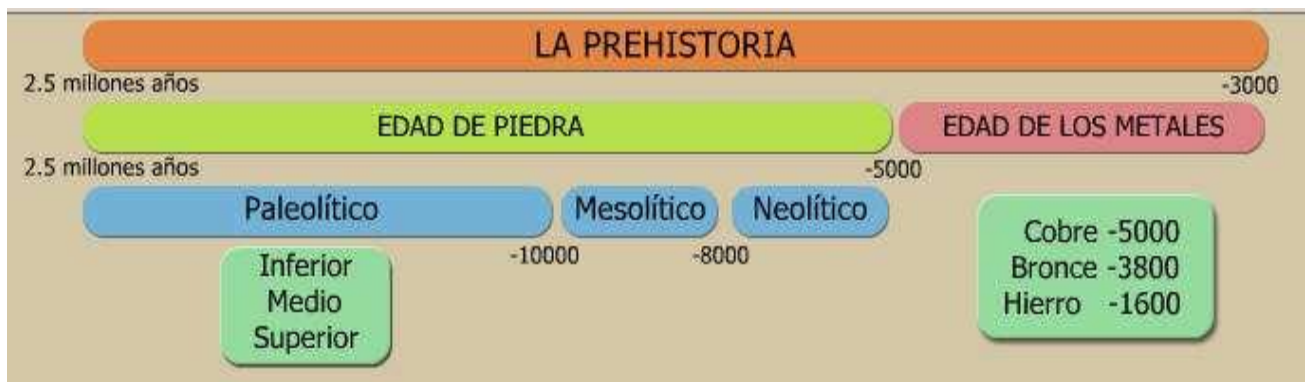 LA PREHISTORIA
2.5 millones años
-3000
EDAD DE PIEDRA
EDAD DE LOS METALES
2.5 millones años
-5000
Paleolítico
Mesolítico
Neolítico
-10000
-8000
Inferior
Medio
Superior
Cobre -5000
Bronce -3800
Hierro -1600